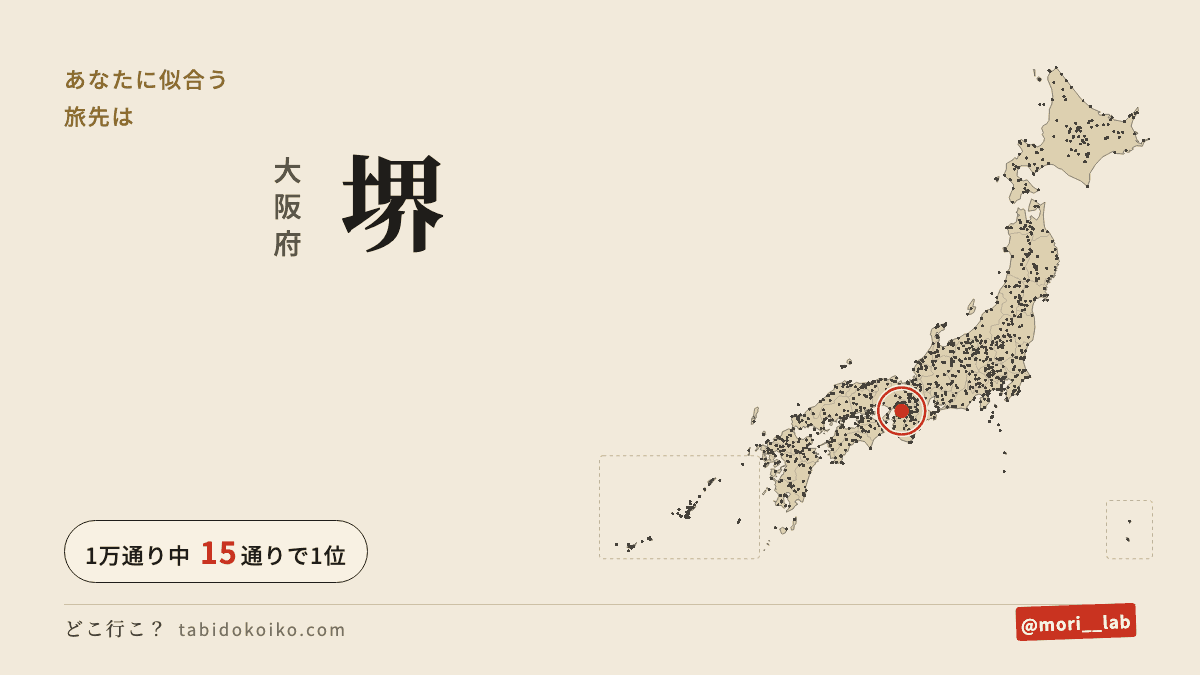 あなたに似合う
旅先は
堺
大阪府
1万通り中 15通りで1位
どこ行こ？ tabidokoiko.com
@mori__lab